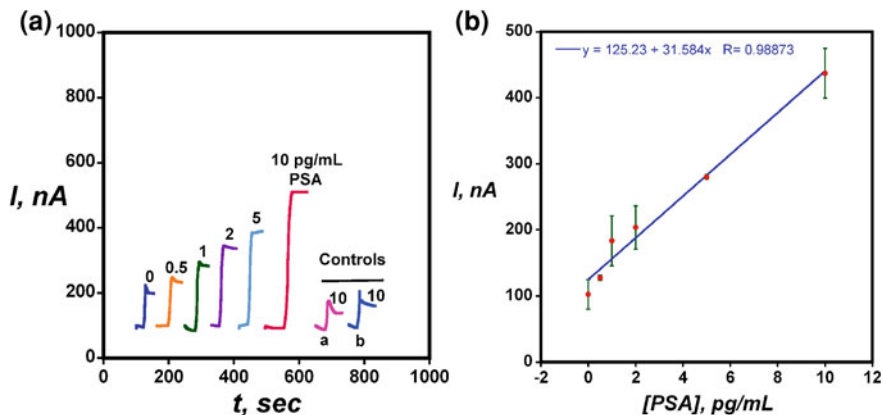 (a)
1000
800
600
400
200
0
I, nA
0 200 400 600 800 1000
t, sec
0
0.5
1
2
5
10 pg/mL
PSA
Controls
10
10
a
b
(b)
500
400
300
200
100
0
I, nA
y = 125.23 + 31.584x R= 0.98873
-2 0 2 4 6 8 10 12
[PSA], pg/mL